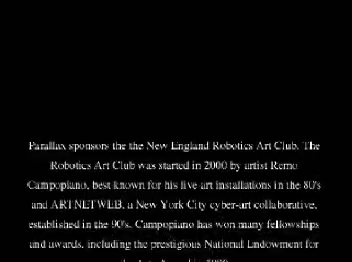 Parallax sponsors the the New England Robotics Art Club. The
Robotics Art Club was started in 2000 by artist Remo
Campopiano, best known for his live art installations in the 80's
and ARTNETWEB, a New York City cyber-art collaborative,
established in the 90's. Campopiano has won many fellowships
and awards, including the prestigious National Endowment for